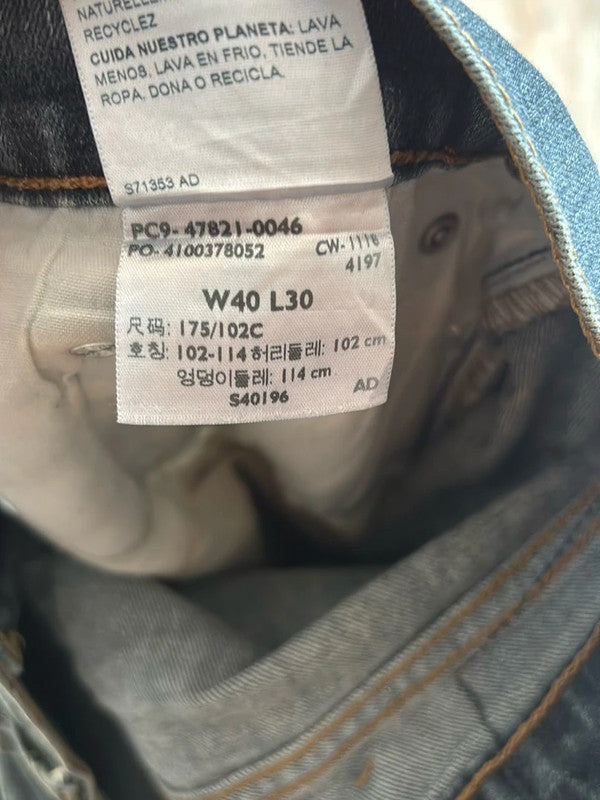 RECYCLEZ
CUIDA NUESTRO PLANETA: LAVA
MENOS, LAVA EN FRIO, TIENDE LA
ROPA, DONA O RECICLA.
S71353 AD
PC9- 47821-0046
PO- 4100378052
CW-1116
4197
W40 L30
尺码: 175/102C
호칭: 102-114 허리둘레: 102 cm
엉덩이둘레: 114 cm
AD
S40196